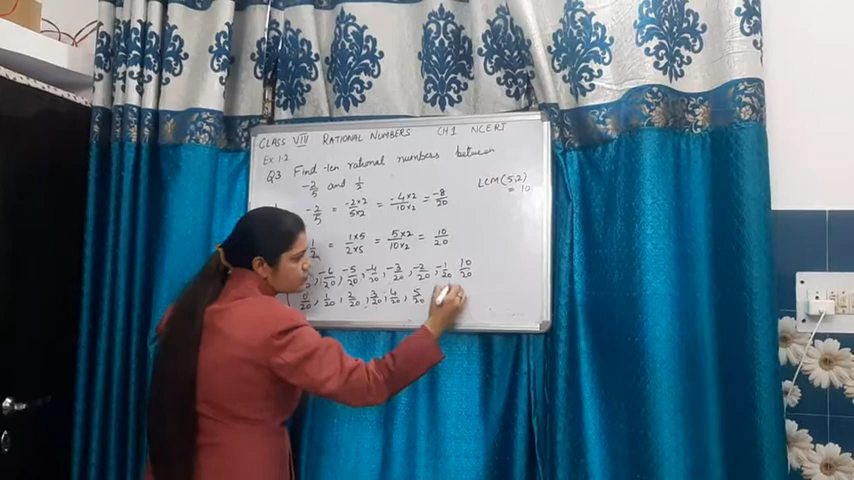 CLASS VIII RATIONAL NUMBERS CH1 NCERT
Ex 1.2
Q3 Find ten rational numbers between
-2/5 and 1/2
LCM(5,2) = 10
-2/5 = -2×2/5×2 = -4×2/10×2 = -8/20
1/2 = 1×5/2×5 = 5×2/10×2 = 10/20
, -6/20, -5/20, -4/20, -3/20, -2/20, -1/20 10/20
0/20, 1/20, 2/20, 3/20, 4/20, 5/20